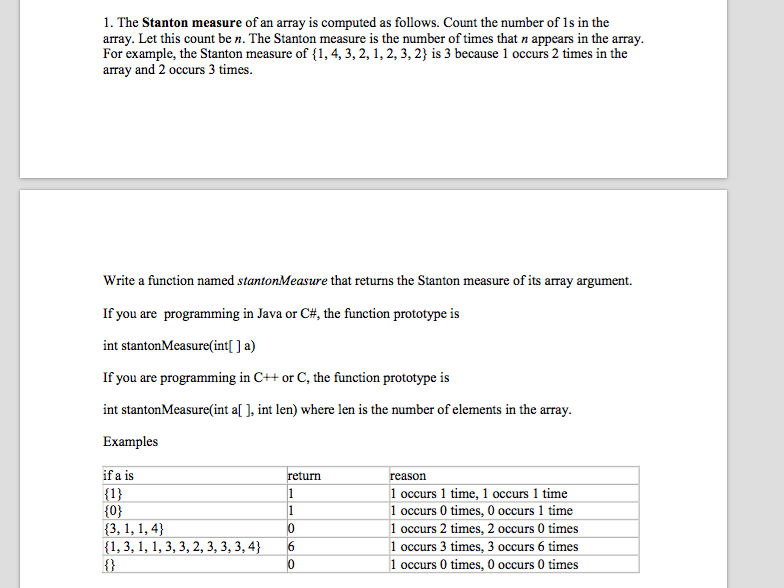 1. The Stanton measure of an array is computed as follows. Count the number of 1s in the
array. Let this count be n. The Stanton measure is the number of times that n appears in the array.
For example, the Stanton measure of {1, 4, 3, 2, 1, 2, 3, 2} is 3 because 1 occurs 2 times in the
array and 2 occurs 3 times.
Write a function named stantonMeasure that returns the Stanton measure of its array argument.
If you are programming in Java or C#, the function prototype is
int stantonMeasure(int[ ] a)
If you are programming in C++ or C, the function prototype is
int stantonMeasure(int a[ ], int len) where len is the number of elements in the array.
Examples
if a is return reason
{1} 1 1 occurs 1 time, 1 occurs 1 time
{0} 1 1 occurs 0 times, 0 occurs 1 time
{3, 1, 1, 4} 0 1 occurs 2 times, 2 occurs 0 times
{1, 3, 1, 1, 3, 3, 2, 3, 3, 3, 4} 6 1 occurs 3 times, 3 occurs 6 times
{} 0 1 occurs 0 times, 0 occurs 0 times